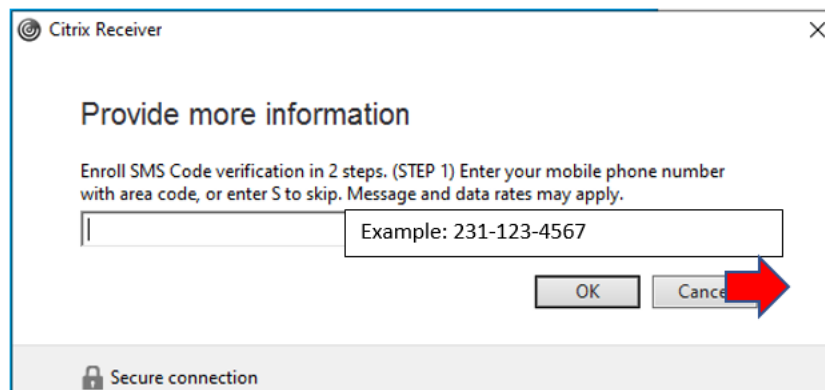 Citrix Receiver
Provide more information
Enroll SMS Code verification in 2 steps. (STEP 1) Enter your mobile phone number
with area code, or enter S to skip. Message and data rates may apply.
Example: 231-123-4567
OK
Secure connection